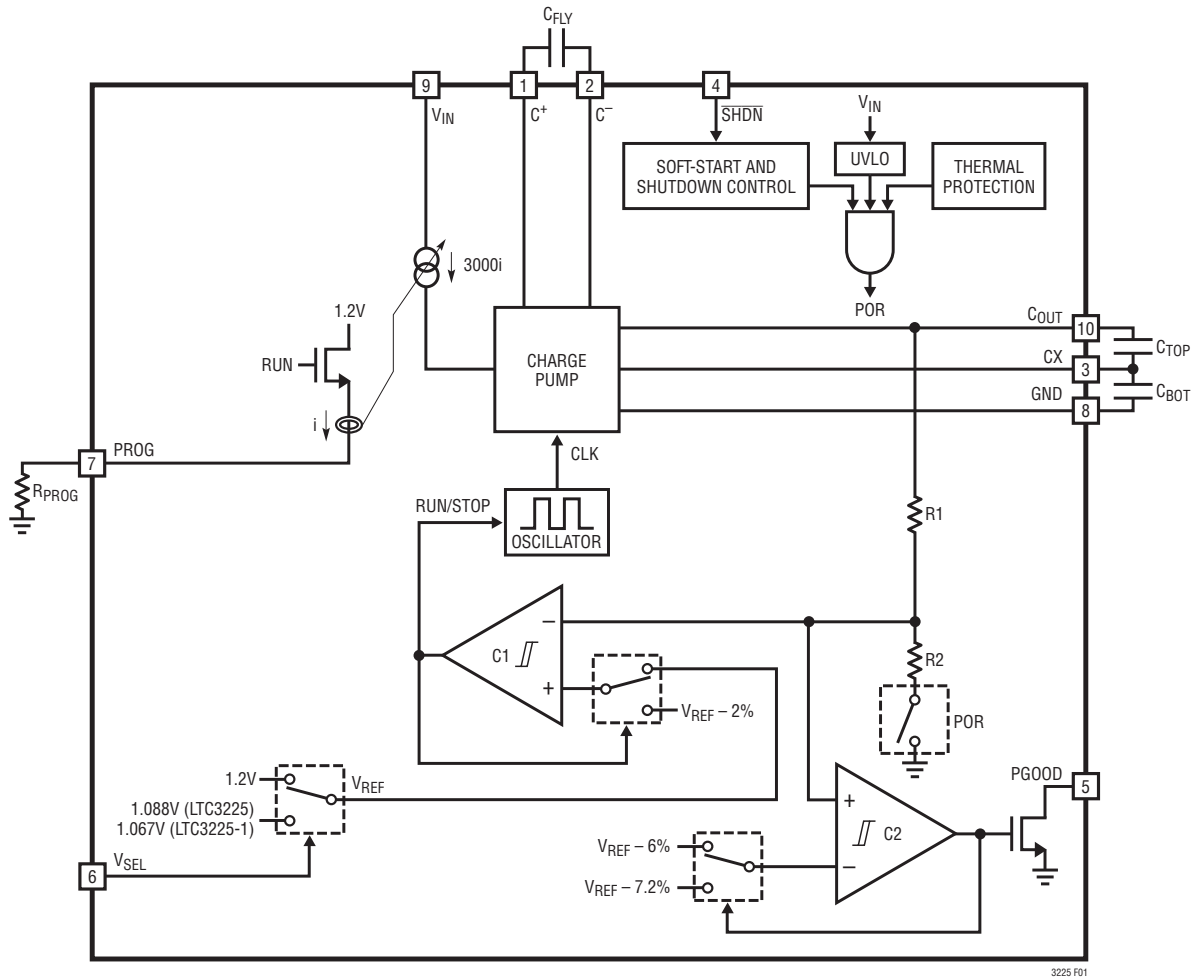 CFLY
9
1
2
4
VIN
C+
C–
SHDN
VIN
SOFT-START AND
SHUTDOWN CONTROL
UVLO
THERMAL
PROTECTION
3000i
POR
1.2V
RUN
i
CHARGE
PUMP
COUT
10
CTOP
CX
3
GND
CBOT
8
CLK
PROG
7
RPROG
RUN/STOP
OSCILLATOR
R1
–
C1
+
R2
VREF – 2%
POR
1.2V
VREF
1.088V (LTC3225)
1.067V (LTC3225-1)
PGOOD
5
+
C2
–
VSEL
6
VREF – 6%
VREF – 7.2%
3225 F01